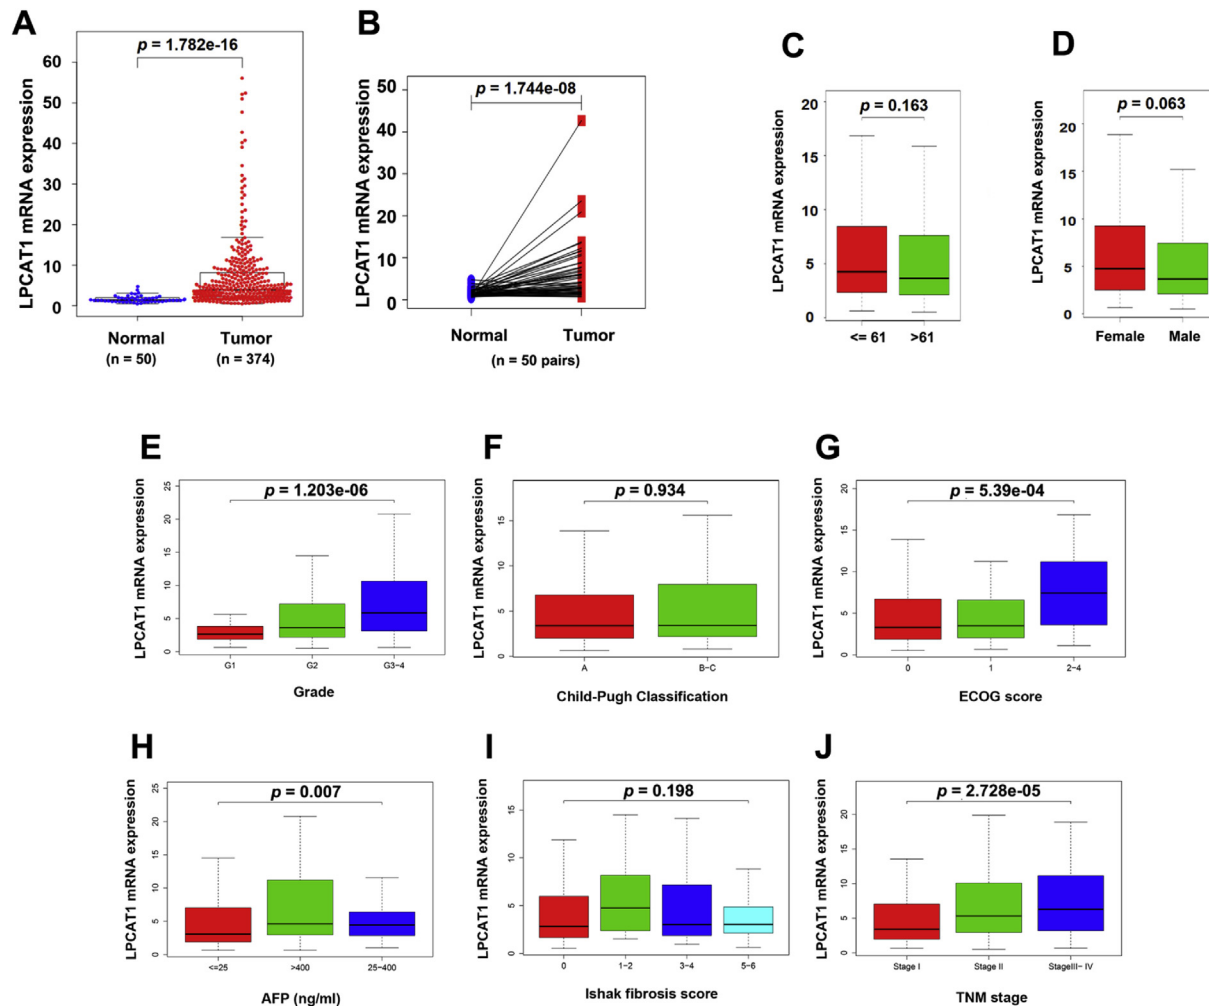 A
p = 1.782e-16
LPCAT1 mRNA expression
60
50
40
30
20
10
0
Normal
Tumor
(n = 50)
(n = 374)
B
p = 1.744e-08
LPCAT1 mRNA expression
50
40
30
20
10
0
Normal
Tumor
(n = 50 pairs)
C
p = 0.163
LPCAT1 mRNA expression
20
15
10
5
0
<= 61
>61
D
p = 0.063
LPCAT1 mRNA expression
20
15
10
5
0
Female
Male
E
p = 1.203e-06
LPCAT1 mRNA expression
25
20
15
10
5
0
G1
G2
G3-4
Grade
F
p = 0.934
LPCAT1 mRNA expression
15
10
5
0
A
B-C
Child-Pugh Classification
G
p = 5.39e-04
LPCAT1 mRNA expression
20
15
10
5
0
0
1
2-4
ECOG score
H
p = 0.007
LPCAT1 mRNA expression
25
20
15
10
5
0
<=25
>400
25-400
AFP (ng/ml)
I
p = 0.198
LPCAT1 mRNA expression
15
10
5
0
0
1-2
3-4
5-6
Ishak fibrosis score
J
p = 2.728e-05
LPCAT1 mRNA expression
20
15
10
5
0
Stage I
Stage II
StageIII- IV
TNM stage